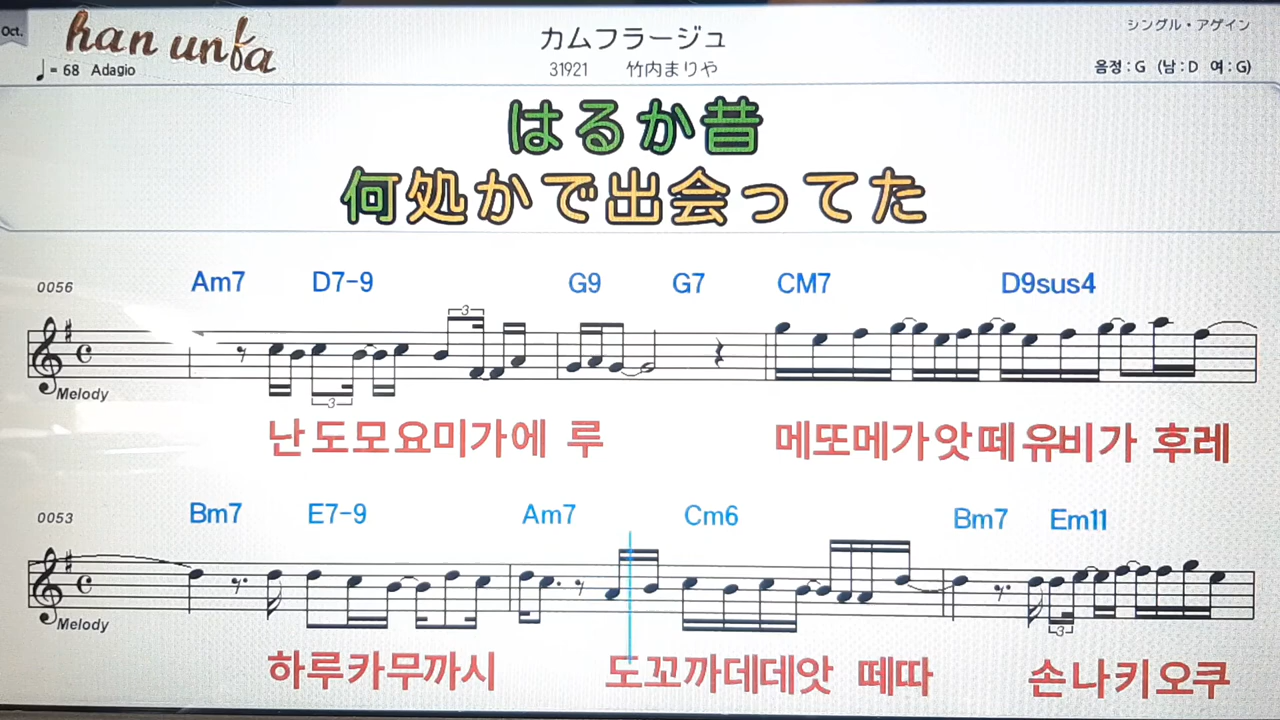 Oct.
han unfa
カムフラージュ
シングル・アゲイン
♩= 68 Adagio
31921 竹内まりや
음정 : G (남 : D 여 : G)
はるか昔
何処かで出会ってた
0056 Am7 D7-9 G9 G7 CM7 D9sus4
3
3
Melody
난도모요미가에 루 메또메가앗떼유비가 후레
0053 Bm7 E7-9 Am7 Cm6 Bm7 Em11
3
Melody
하루카무까시 도꼬까데데앗 떼따 손나키오쿠